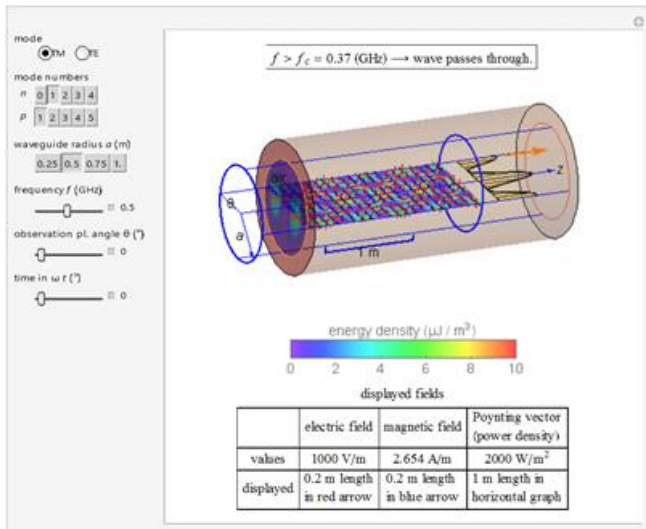 mode
TM TE
mode numbers
n 0 1 2 3 4
p 1 2 3 4 5
waveguide radius a (m)
0.25 0.5 0.75 1.
frequency f (GHz)
0.5
observation pl. angle θ (°)
0
time in ω t (°)
0
f > f_c = 0.37 (GHz) ⟶ wave passes through.
θ
a
z
1 m
energy density (μJ / m³)
0 2 4 6 8 10
displayed fields
electric field magnetic field Poynting vector
(power density)
values 1000 V/m 2.654 A/m 2000 W/m²
displayed 0.2 m length 0.2 m length 1 m length in
in red arrow in blue arrow horizontal graph